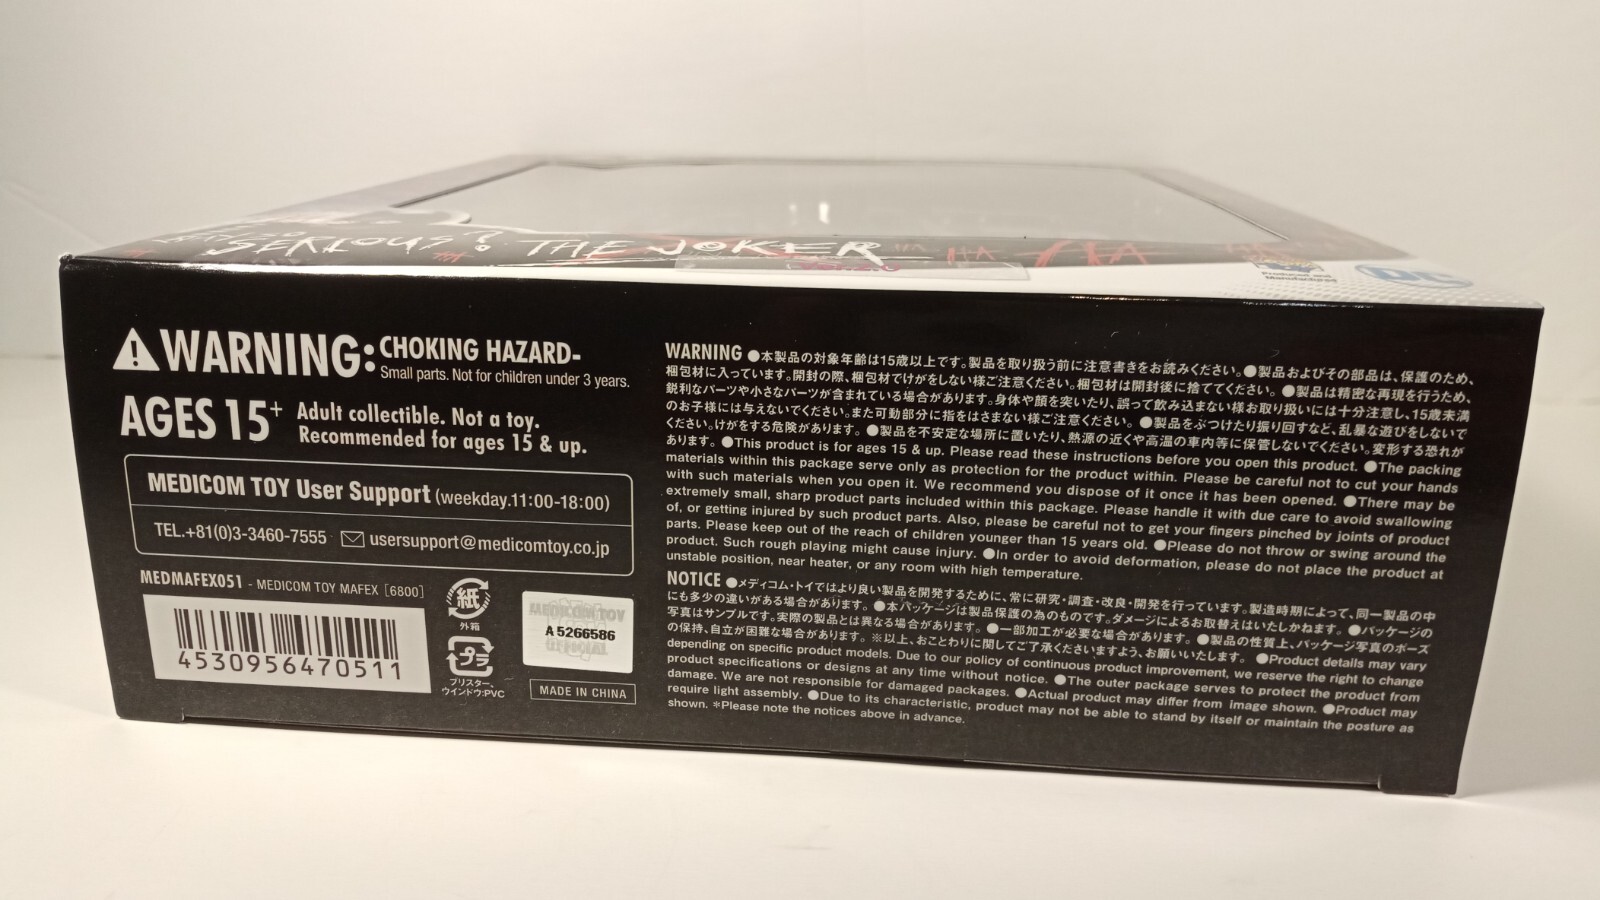 SERIOUS? THE JOKER HA HA HA
Produced and
Manufactured
DC
WARNING: CHOKING HAZARD-
Small parts. Not for children under 3 years.
AGES 15+ Adult collectible. Not a toy.
Recommended for ages 15 & up.
MEDICOM TOY User Support (weekday.11:00-18:00)
TEL.+81(0)3-3460-7555 usersupport@medicomtoy.co.jp
MEDMAFEX051 - MEDICOM TOY MAFEX [6800]
4530956470511
紙
外箱
プラ
ブリスター、
ウインドウ:PVC
MEDICOM TOY
A 5266586
OFFICIAL
MADE IN CHINA
WARNING ●本製品の対象年齢は15歳以上です。製品を取り扱う前に注意書きをお読みください。●製品およびその部品は、保護のため、
梱包材に入っています。開封の際、梱包材でけがをしない様ご注意ください。梱包材は開封後に捨ててください。 ●製品は精密な再現を行うため、
鋭利なパーツや小さなパーツが含まれている場合があります。身体や顔を突いたり、誤って飲み込まない様お取り扱いには十分注意し、15歳未満
のお子様には与えないでください。また可動部分に指をはさまない様ご注意ください。 ●製品をぶつけたり振り回すなど、乱暴な遊びをしないで
ください。けがをする危険があります。 ●製品を不安定な場所に置いたり、熱源の近くや高温の車内等に保管しないでください。変形する恐れが
あります。 ●This product is for ages 15 & up. Please read these instructions before you open this product. ●The packing
materials within this package serve only as protection for the product within. Please be careful not to cut your hands
with such materials when you open it. We recommend you dispose of it once it has been opened. ●There may be
extremely small, sharp product parts included within this package. Please handle it with due care to avoid swallowing
of, or getting injured by such product parts. Also, please be careful not to get your fingers pinched by joints of product
parts. Please keep out of the reach of children younger than 15 years old. ●Please do not throw or swing around the
product. Such rough playing might cause injury. ●In order to avoid deformation, please do not place the product at
unstable position, near heater, or any room with high temperature.
NOTICE ●メディコム・トイではより良い製品を開発するために、常に研究・調査・改良・開発を行っています。製造時期によって、同一製品の中
にも多少の違いがある場合があります。 ●本パッケージは製品保護の為のものです。ダメージによるお取替えはいたしかねます。 ●パッケージの
写真はサンプルです。実際の製品とは異なる場合があります。 ●一部加工が必要な場合があります。 ●製品の性質上、パッケージ写真のポーズ
の保持、自立が困難な場合があります。 ※以上、おことわりに関してご了承くださいますよう、お願いいたします。 ●Product details may vary
depending on specific product models. Due to our policy of continuous product improvement, we reserve the right to change
product specifications or designs at any time without notice. ●The outer package serves to protect the product from
damage. We are not responsible for damaged packages. ●Actual product may differ from image shown. ●Product may
require light assembly. ●Due to its characteristic, product may not be able to stand by itself or maintain the posture as
shown. *Please note the notices above in advance.